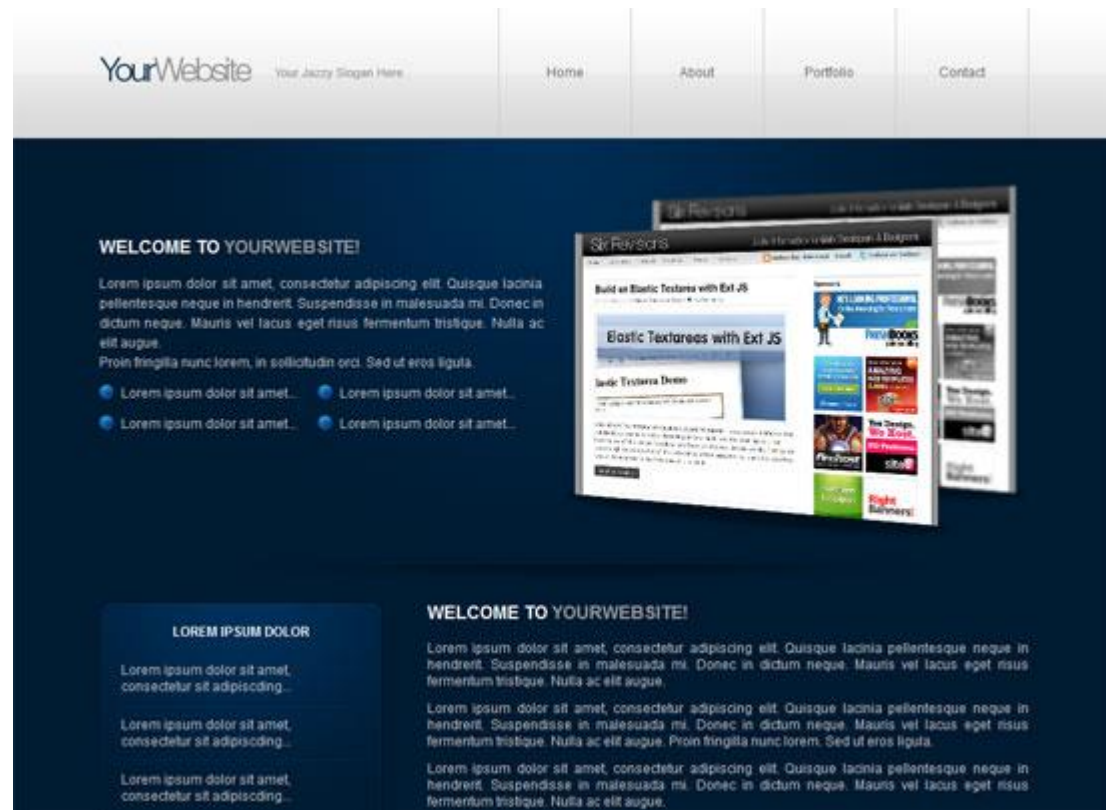 YourWebsite
Your Jazzy Slogan Here
Home
About
Portfolio
Contact
WELCOME TO YOURWEBSITE!
Lorem ipsum dolor sit amet, consectetur adipiscing elit. Quisque lacinia
pellentesque neque in hendrerit. Suspendisse in malesuada mi. Donec in
dictum neque. Mauris vel lacus eget risus fermentum tristique. Nulla ac
elit augue.
Proin fringilla nunc lorem, in sollicitudin orci. Sed ut eros ligula.
Lorem ipsum dolor sit amet...
Lorem ipsum dolor sit amet...
Lorem ipsum dolor sit amet...
Lorem ipsum dolor sit amet...
Six Revisions
Six Revisions
Build an Elastic Textarea with Ext JS
Elastic Textareas with Ext JS
lastic Textarea Demo
Sponsors
Right
Banners!
LOREM IPSUM DOLOR
Lorem ipsum dolor sit amet,
consectetur sit adipiscding...
Lorem ipsum dolor sit amet,
consectetur sit adipiscding...
Lorem ipsum dolor sit amet,
consectetur sit adipiscding...
WELCOME TO YOURWEBSITE!
Lorem ipsum dolor sit amet, consectetur adipiscing elit. Quisque lacinia pellentesque neque in
hendrerit. Suspendisse in malesuada mi. Donec in dictum neque. Mauris vel lacus eget risus
fermentum tristique. Nulla ac elit augue.
Lorem ipsum dolor sit amet, consectetur adipiscing elit. Quisque lacinia pellentesque neque in
hendrerit. Suspendisse in malesuada mi. Donec in dictum neque. Mauris vel lacus eget risus
fermentum tristique. Nulla ac elit augue. Proin fringilla nunc lorem. Sed ut eros ligula.
Lorem ipsum dolor sit amet, consectetur adipiscing elit. Quisque lacinia pellentesque neque in
hendrerit. Suspendisse in malesuada mi. Donec in dictum neque. Mauris vel lacus eget risus
fermentum tristique. Nulla ac elit augue.